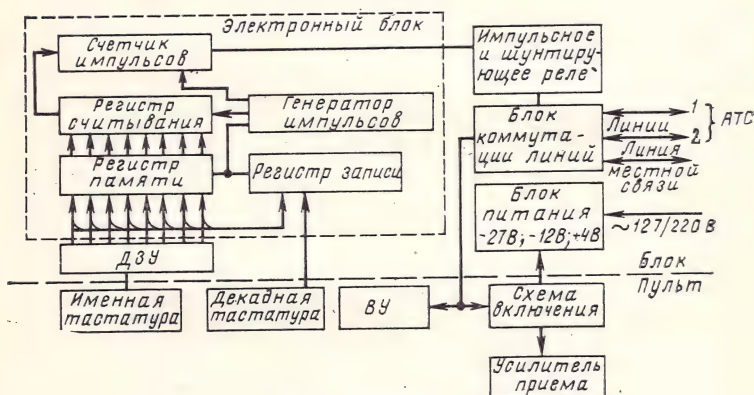 Электронный блок
Счетчик
импульсов
Импульсное
и шунтирую-
щее реле
Регистр
считывания
Генератор
импульсов
Блок
коммута-
ции линий
1
Линии
2
АТС
Линия
местной
связи
Регистр
памяти
Регистр записи
Блок
питания
-27В; -12В; +4В
~127/220В
ДЗУ
Блок
Пульт
Именная
тастатура
Декадная
тастатура
ВУ
Схема
включения
Усилитель
приема